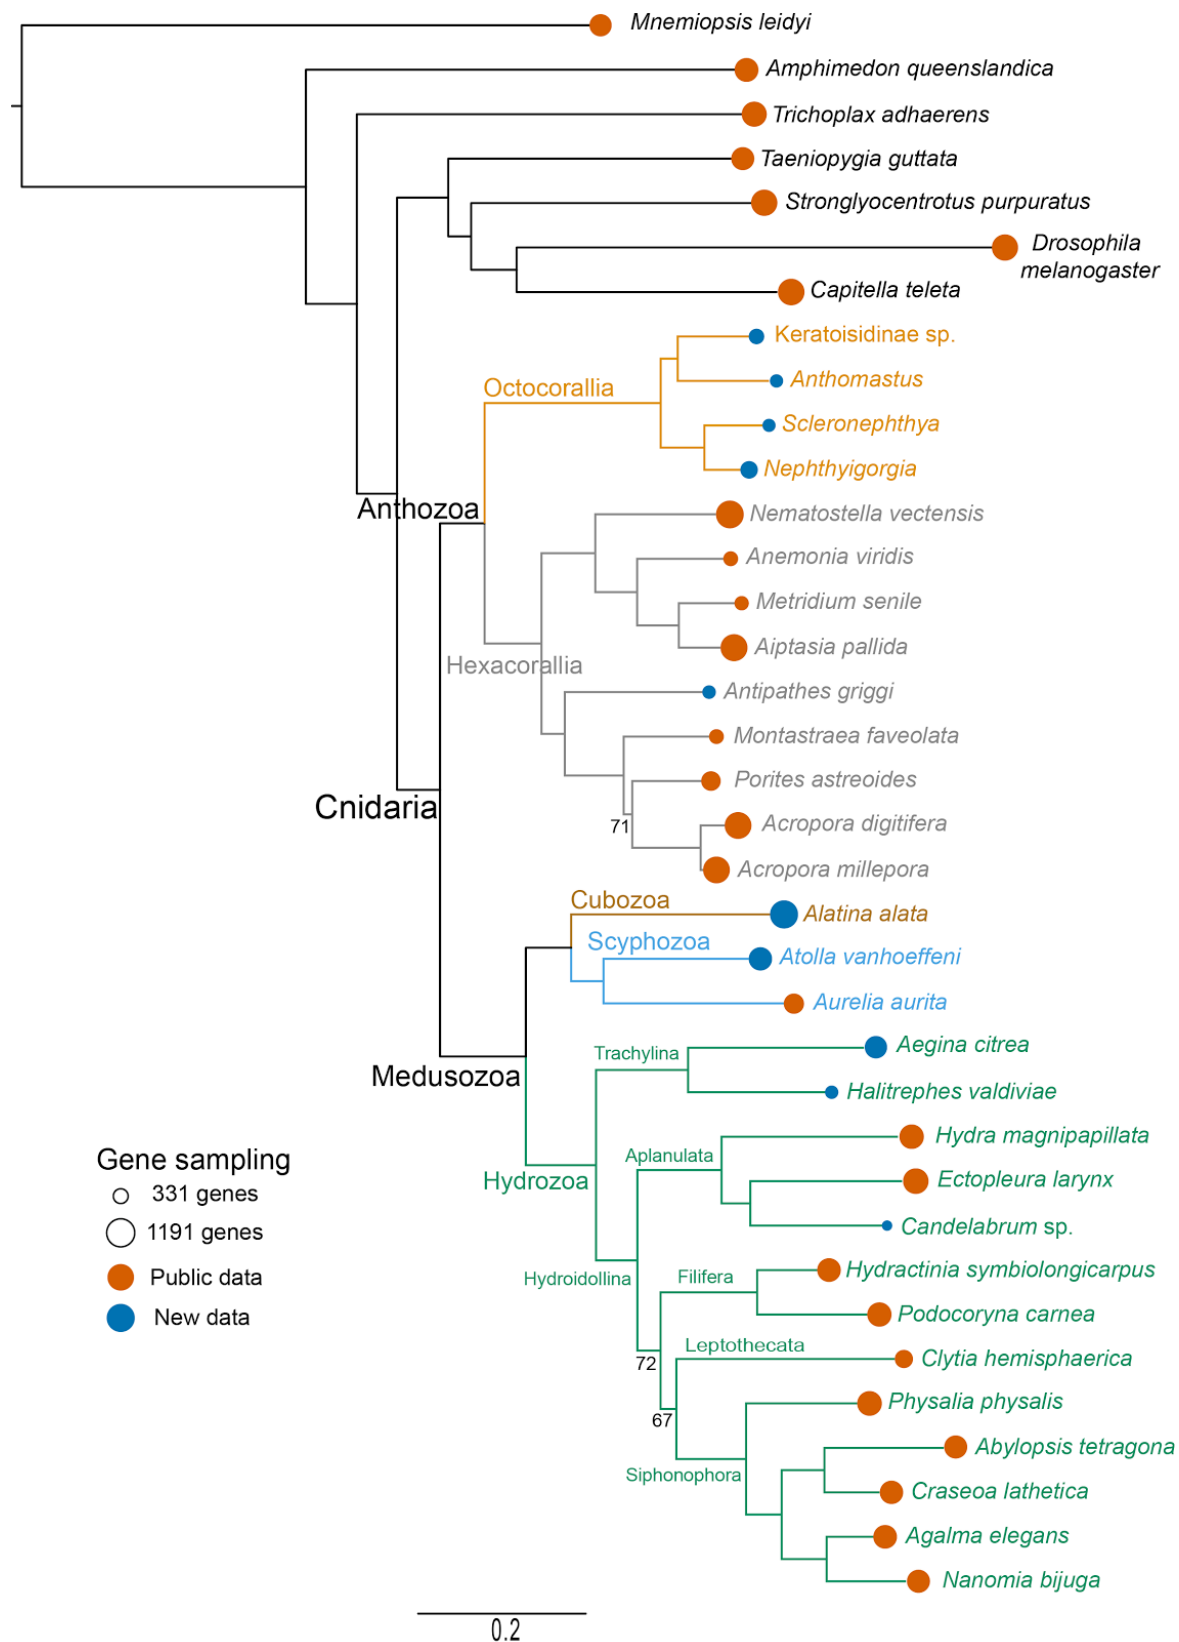 Mnemiopsis leidyi
Amphimedon queenslandica
Trichoplax adhaerens
Taeniopygia guttata
Stronglyocentrotus purpuratus
Drosophila
melanogaster
Capitella teleta
Keratoisidinae sp.
Octocorallia
Anthomastus
Scleronephthya
Nephthyigorgia
Anthozoa
Nematostella vectensis
Anemonia viridis
Metridium senile
Aiptasia pallida
Hexacorallia
Antipathes griggi
Montastraea faveolata
Porites astreoides
Cnidaria
71
Acropora digitifera
Acropora millepora
Cubozoa
Alatina alata
Scyphozoa
Atolla vanhoeffeni
Aurelia aurita
Trachylina
Aegina citrea
Medusozoa
Halitrephes valdiviae
Hydra magnipapillata
Aplanulata
Hydrozoa
Ectopleura larynx
Candelabrum sp.
Hydroidollina
Filifera
Hydractinia symbiolongicarpus
Podocoryna carnea
Leptothecata
72
Clytia hemisphaerica
Physalia physalis
67
Abylopsis tetragona
Siphonophora
Craseoa lathetica
Agalma elegans
Nanomia bijuga
Gene sampling
331 genes
1191 genes
Public data
New data
0.2